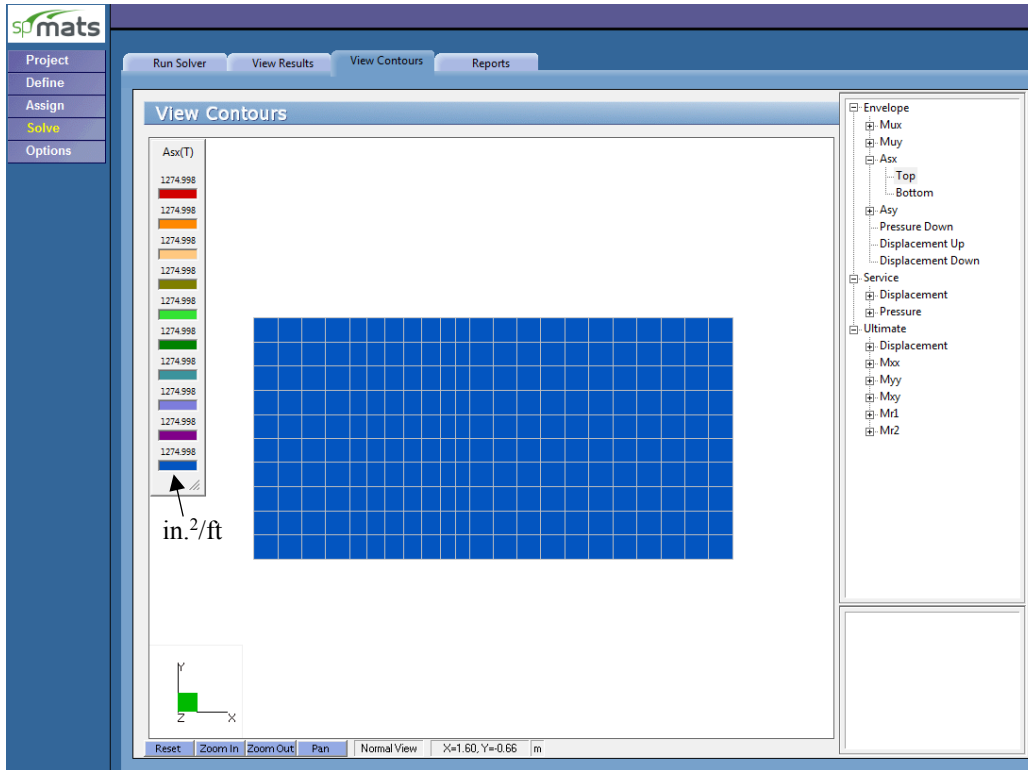 spmats
Project
Define
Assign
Solve
Options
Run Solver
View Results
View Contours
Reports
View Contours
Asx(T)
1274.998
1274.998
1274.998
1274.998
1274.998
1274.998
1274.998
1274.998
1274.998
1274.998
in.²/ft
Y
Z
X
Reset
Zoom In
Zoom Out
Pan
Normal View
X=1.60, Y=-0.66
m
Envelope
Mux
Muy
Asx
Top
Bottom
Asy
Pressure Down
Displacement Up
Displacement Down
Service
Displacement
Pressure
Ultimate
Displacement
Mxx
Myy
Mxy
Mr1
Mr2